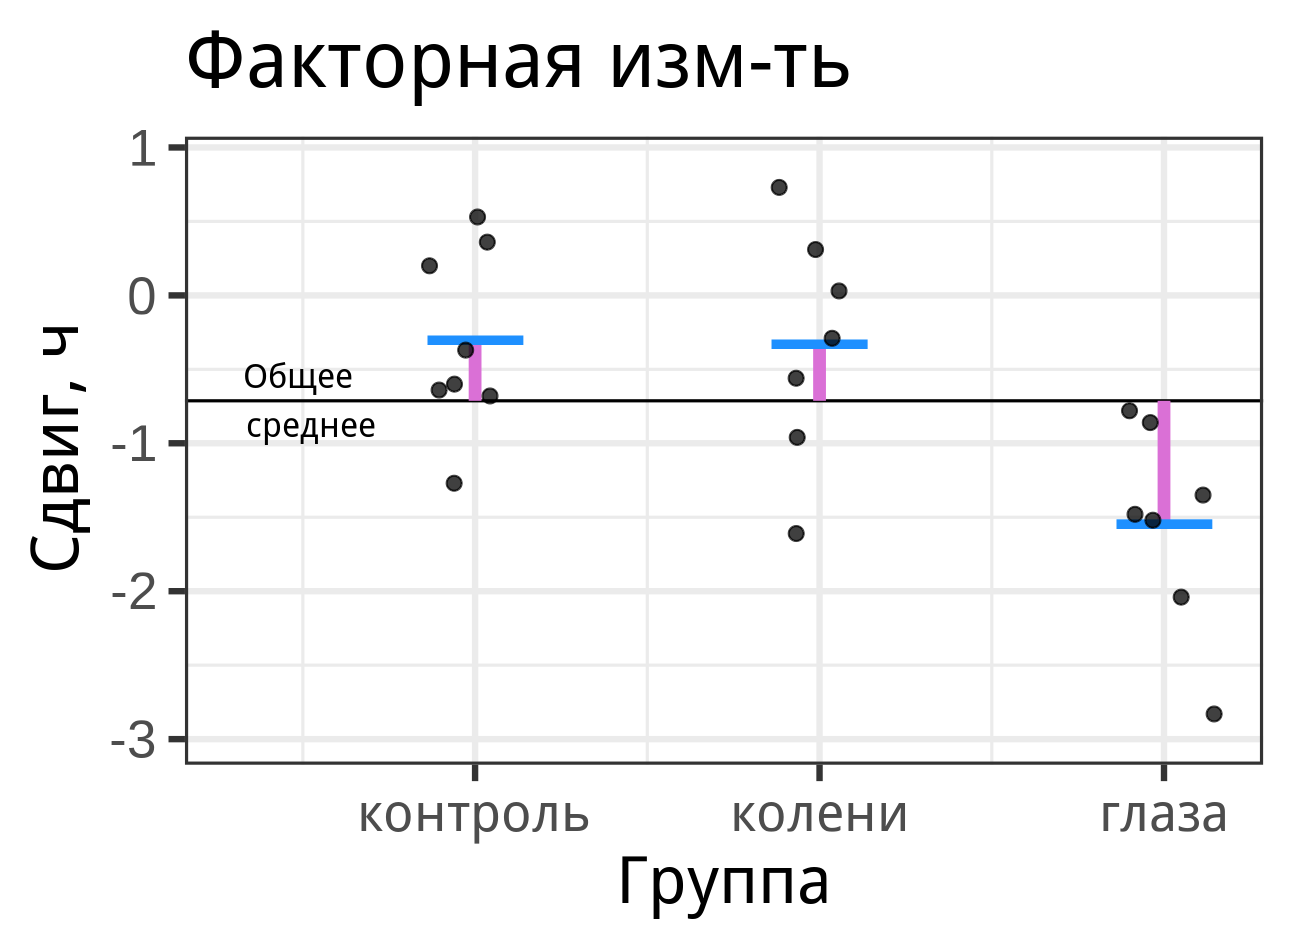 Факторная изм-ть
1
0
-1
-2
-3
Сдвиг, ч
Общее
среднее
контроль
колени
глаза
Группа